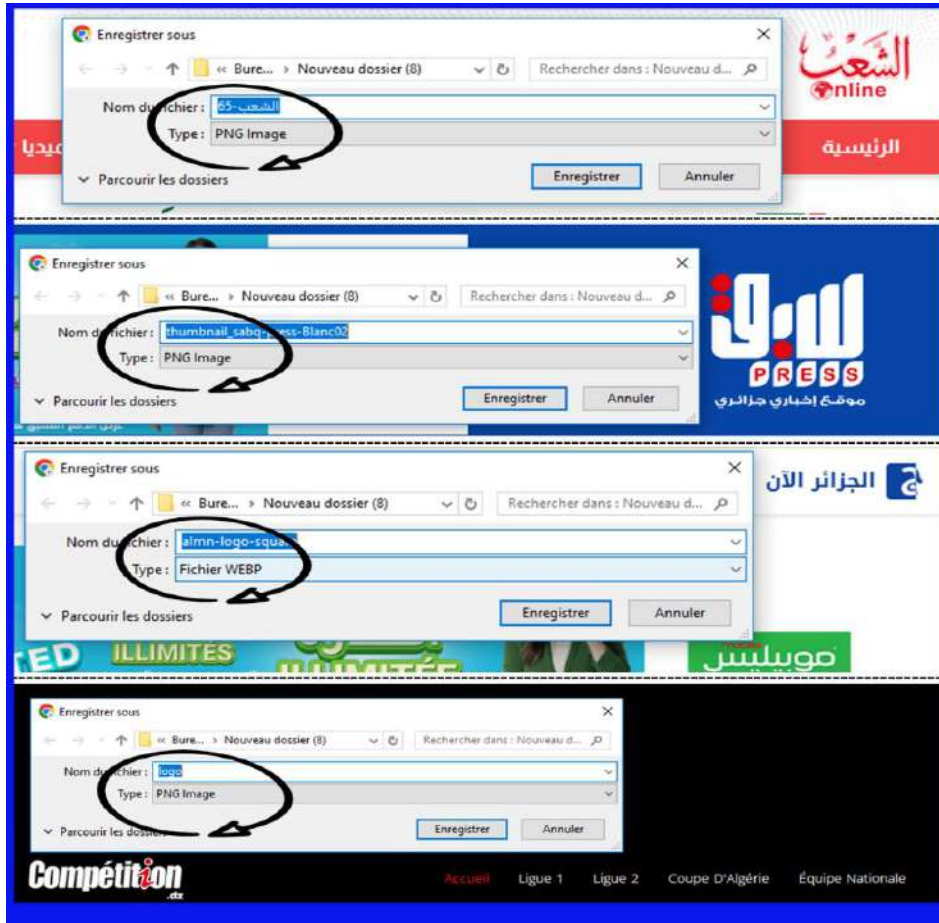 Enregistrer sous
« Bure... › Nouveau dossier (8)
Rechercher dans : Nouveau d...
Nom du fichier : الشعب-65
Type : PNG Image
Parcourir les dossiers
Enregistrer
Annuler
الشعب
Online
الرئيسية
ميديا
Enregistrer sous
« Bure... › Nouveau dossier (8)
Rechercher dans : Nouveau d...
Nom du fichier : thumbnail_sabq-press-Blanc02
Type : PNG Image
Parcourir les dossiers
Enregistrer
Annuler
سبق
PRESS
موقع إخباري جزائري
Enregistrer sous
« Bure... › Nouveau dossier (8)
Rechercher dans : Nouveau d...
Nom du fichier : almn-logo-square
Type : Fichier WEBP
Parcourir les dossiers
Enregistrer
Annuler
الجزائر الآن
ILLIMITÉS
موبيليس
Enregistrer sous
« Bure... › Nouveau dossier (8)
Rechercher dans : Nouveau d...
Nom du fichier : logo
Type : PNG Image
Parcourir les dossiers
Enregistrer
Annuler
Compétition
.dz
Accueil
Ligue 1
Ligue 2
Coupe D'Algérie
Équipe Nationale